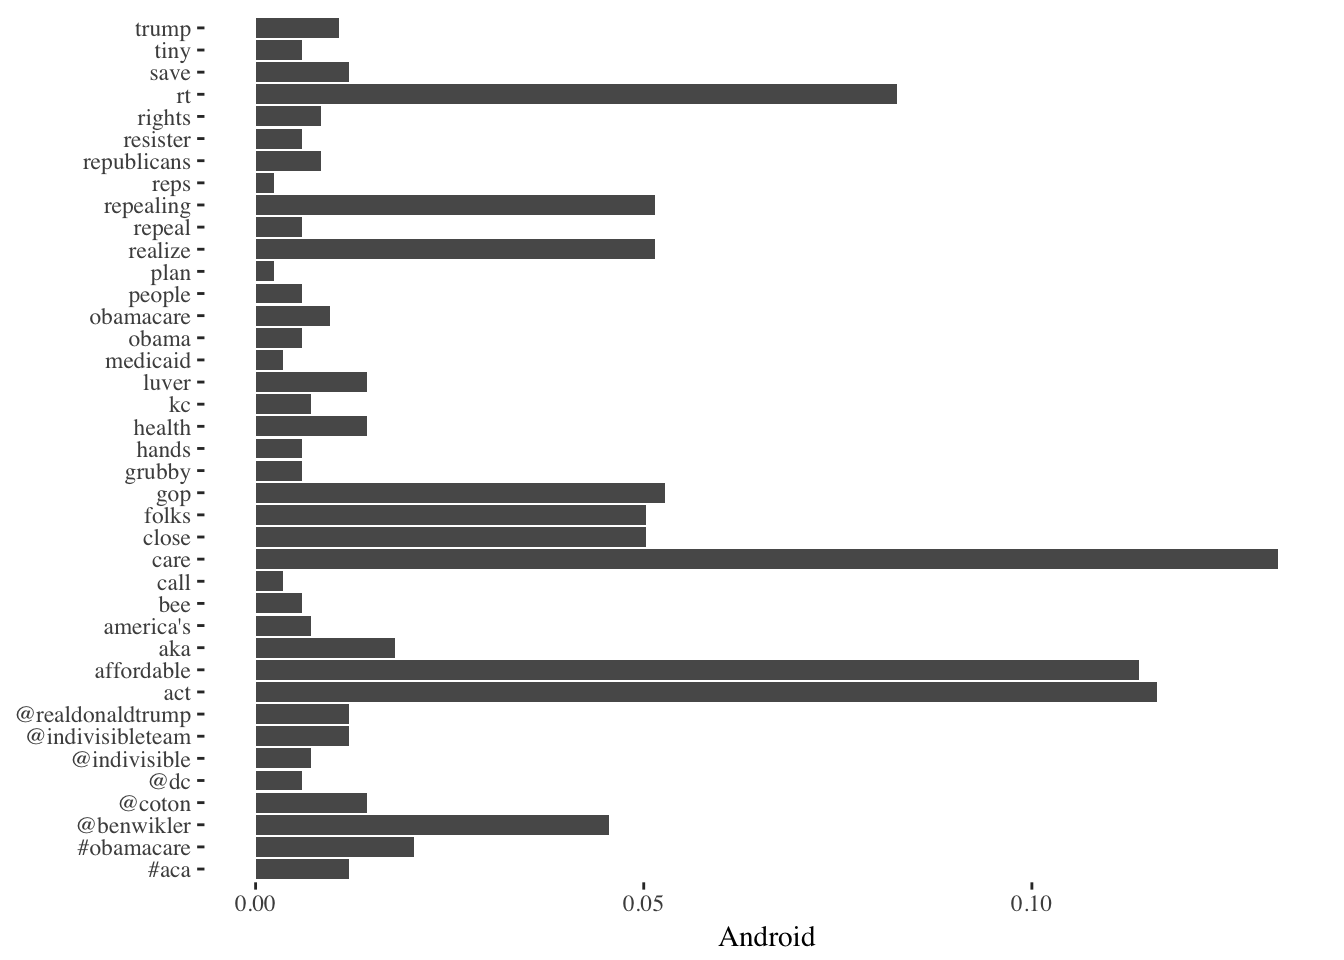 trump
tiny
save
rt
rights
resister
republicans
reps
repealing
repeal
realize
plan
people
obamacare
obama
medicaid
luver
kc
health
hands
grubby
gop
folks
close
care
call
bee
america's
aka
affordable
act
@realdonaldtrump
@indivisibleteam
@indivisible
@dc
@coton
@benwikler
#obamacare
#aca
0.00 0.05 0.10
Android